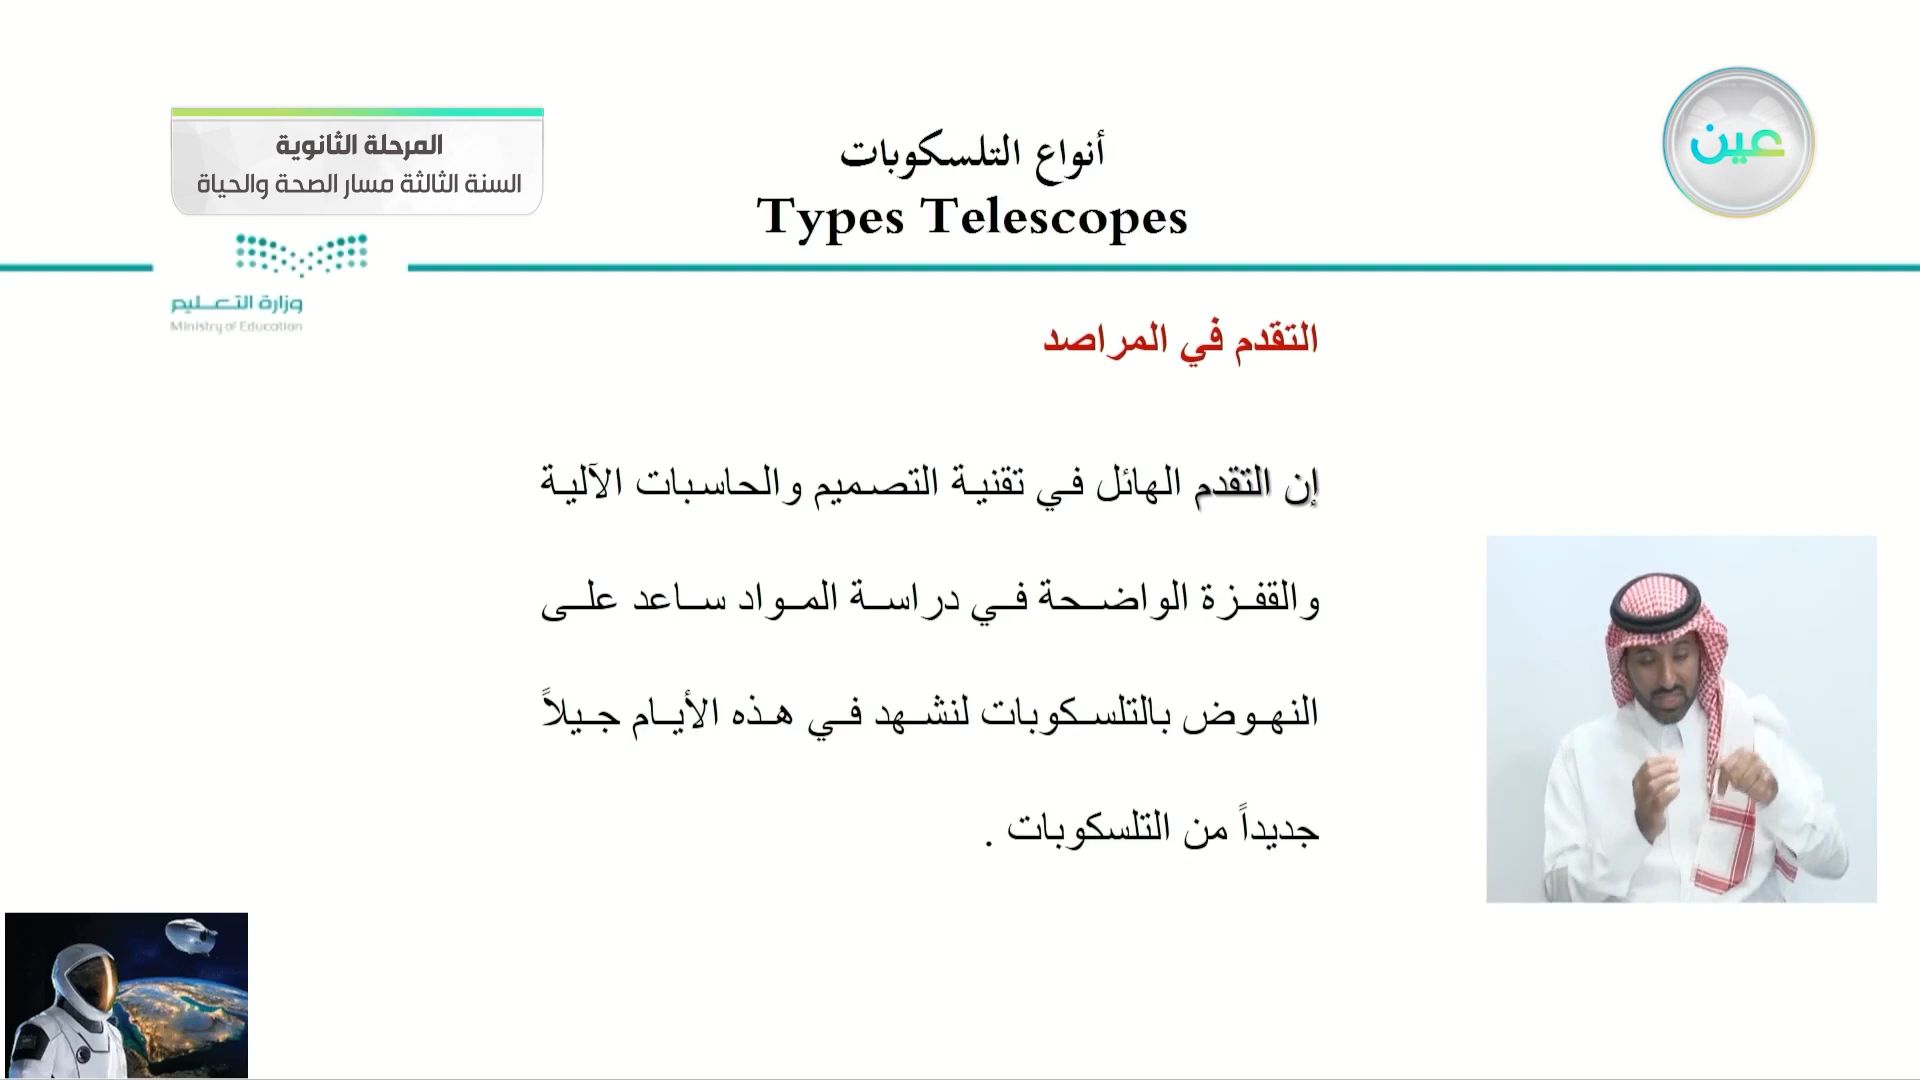 المرحلة الثانوية
السنة الثالثة مسار الصحة والحياة
أنواع التلسكوبات
Types Telescopes
عين
وزارة التعليم
Ministry of Education
التقدم في المراصد
إن التقدم الهائل في تقنية التصميم والحاسبات الآلية
والقفزة الواضحة في دراسة المواد ساعد على
النهوض بالتلسكوبات لنشهد في هذه الأيام جيلاً
جديداً من التلسكوبات .